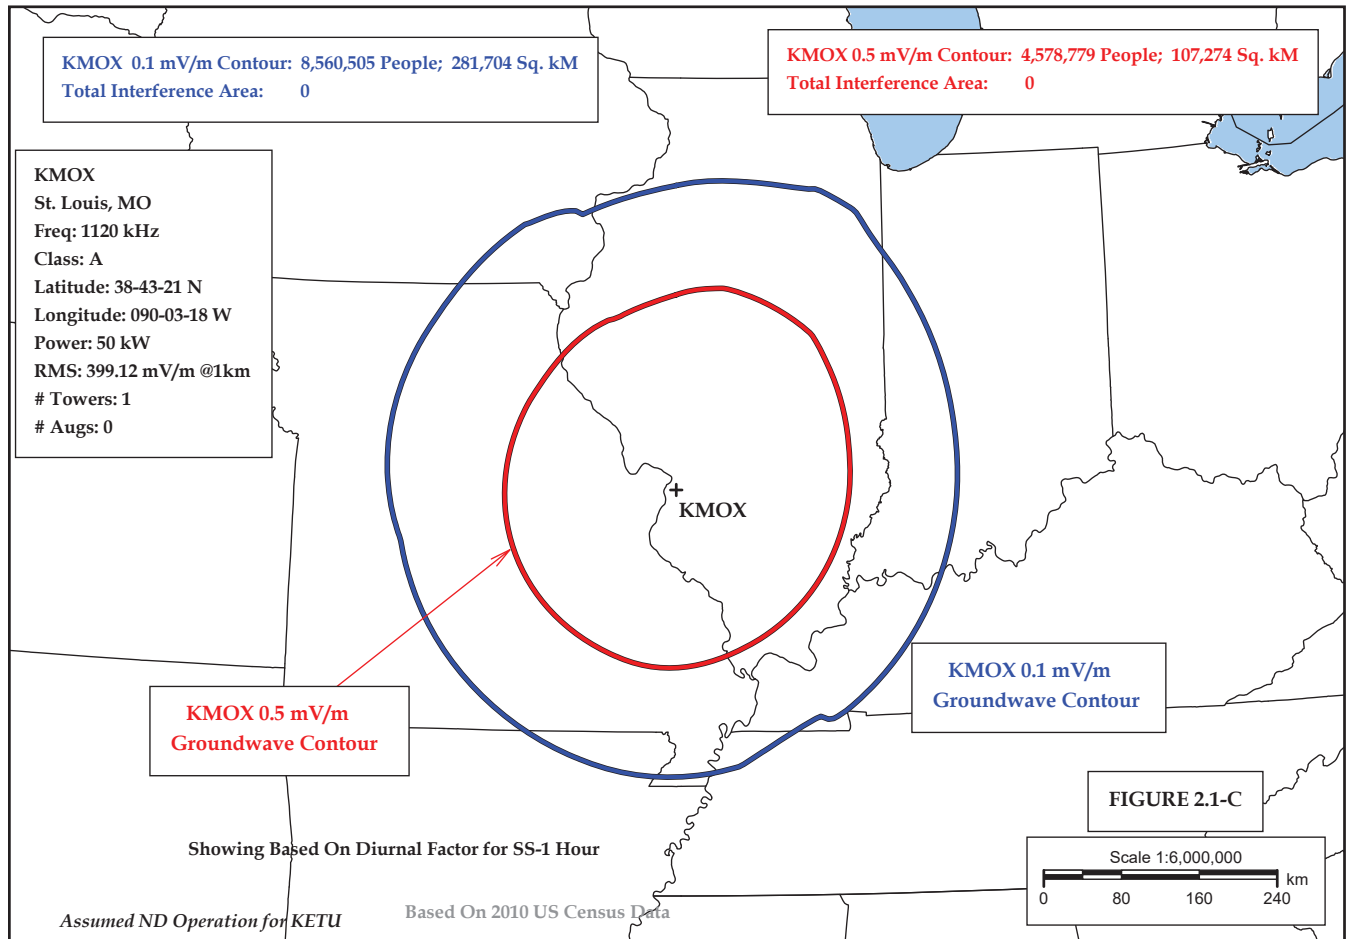 KMOX 0.1 mV/m Contour: 8,560,505 People; 281,704 Sq. kM
Total Interference Area: 0
KMOX 0.5 mV/m Contour: 4,578,779 People; 107,274 Sq. kM
Total Interference Area: 0
KMOX
St. Louis, MO
Freq: 1120 kHz
Class: A
Latitude: 38-43-21 N
Longitude: 090-03-18 W
Power: 50 kW
RMS: 399.12 mV/m @1km
# Towers: 1
# Augs: 0
KMOX
KMOX 0.5 mV/m
Groundwave Contour
KMOX 0.1 mV/m
Groundwave Contour
FIGURE 2.1-C
Showing Based On Diurnal Factor for SS-1 Hour
Scale 1:6,000,000
km
0 80 160 240
Assumed ND Operation for KETU
Based On 2010 US Census Data